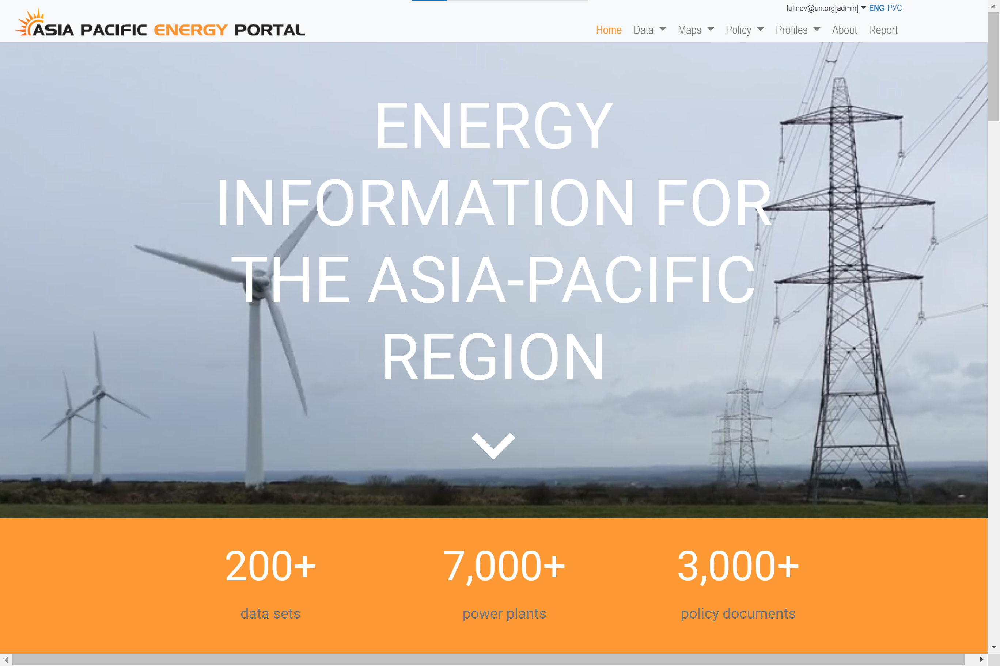 tulinov@un.org[admin] ENG РУС
ASIA PACIFIC ENERGY PORTAL
Home Data Maps Policy Profiles About Report
ENERGY
INFORMATION FOR
THE ASIA-PACIFIC
REGION
200+ 7,000+ 3,000+
data sets power plants policy documents